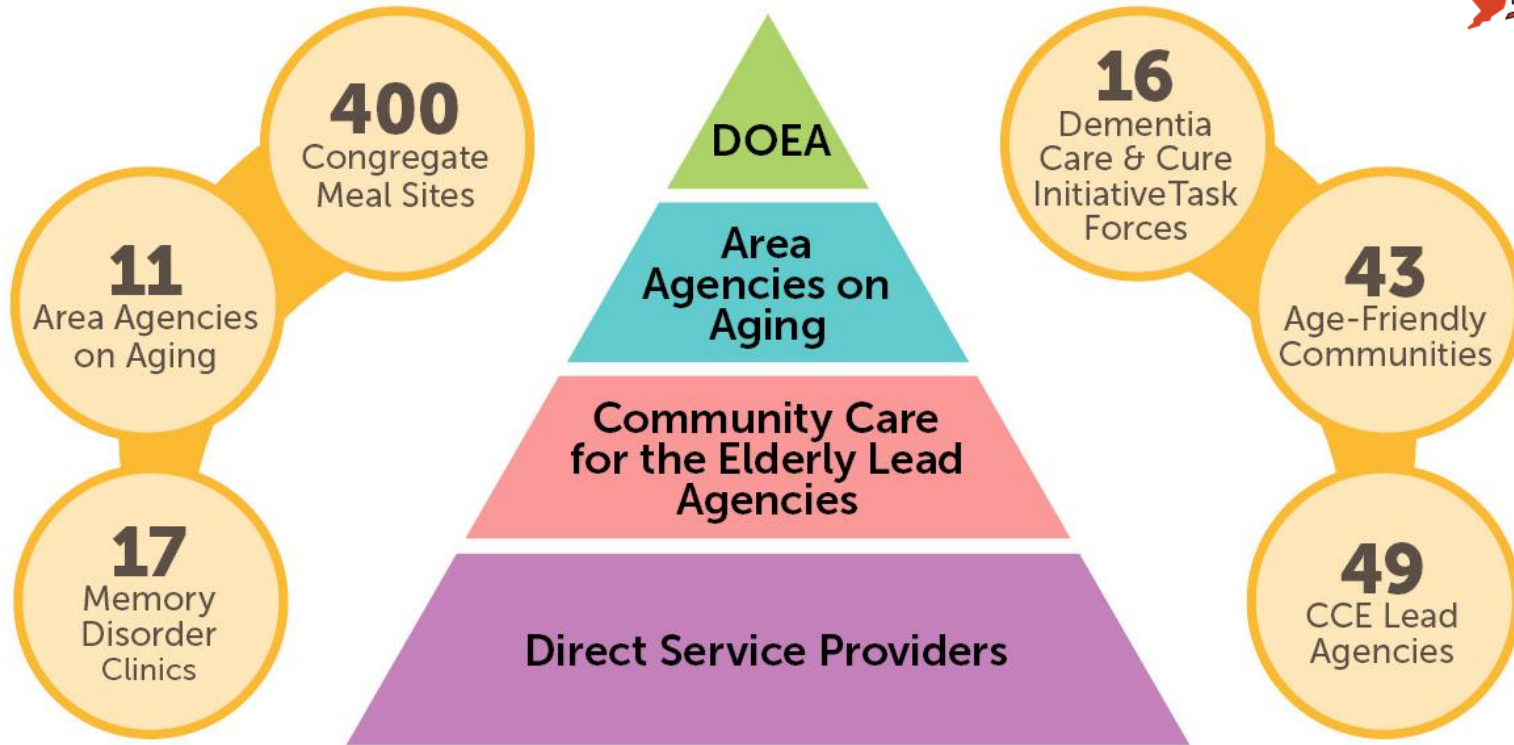 400
Congregate
Meal Sites
11
Area Agencies
on Aging
17
Memory
Disorder
Clinics
DOEA
Area
Agencies on
Aging
Community Care
for the Elderly Lead
Agencies
Direct Service Providers
16
Dementia
Care & Cure
InitiativeTask
Forces
43
Age-Friendly
Communities
49
CCE Lead
Agencies